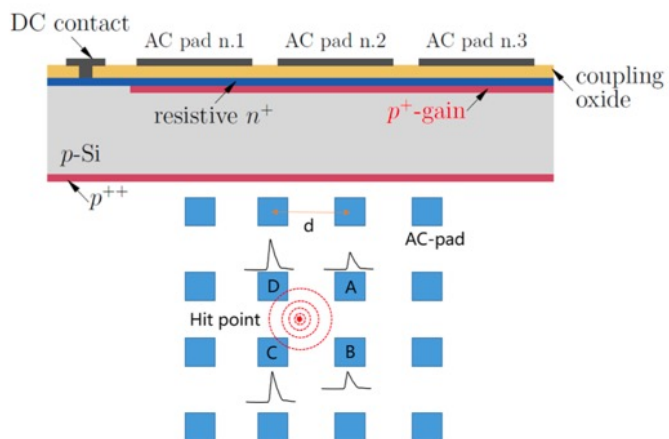 DC contact
AC pad n.1
AC pad n.2
AC pad n.3
coupling
oxide
resistive n⁺
p⁺-gain
p-Si
p⁺⁺
d
AC-pad
D
A
Hit point
C
B